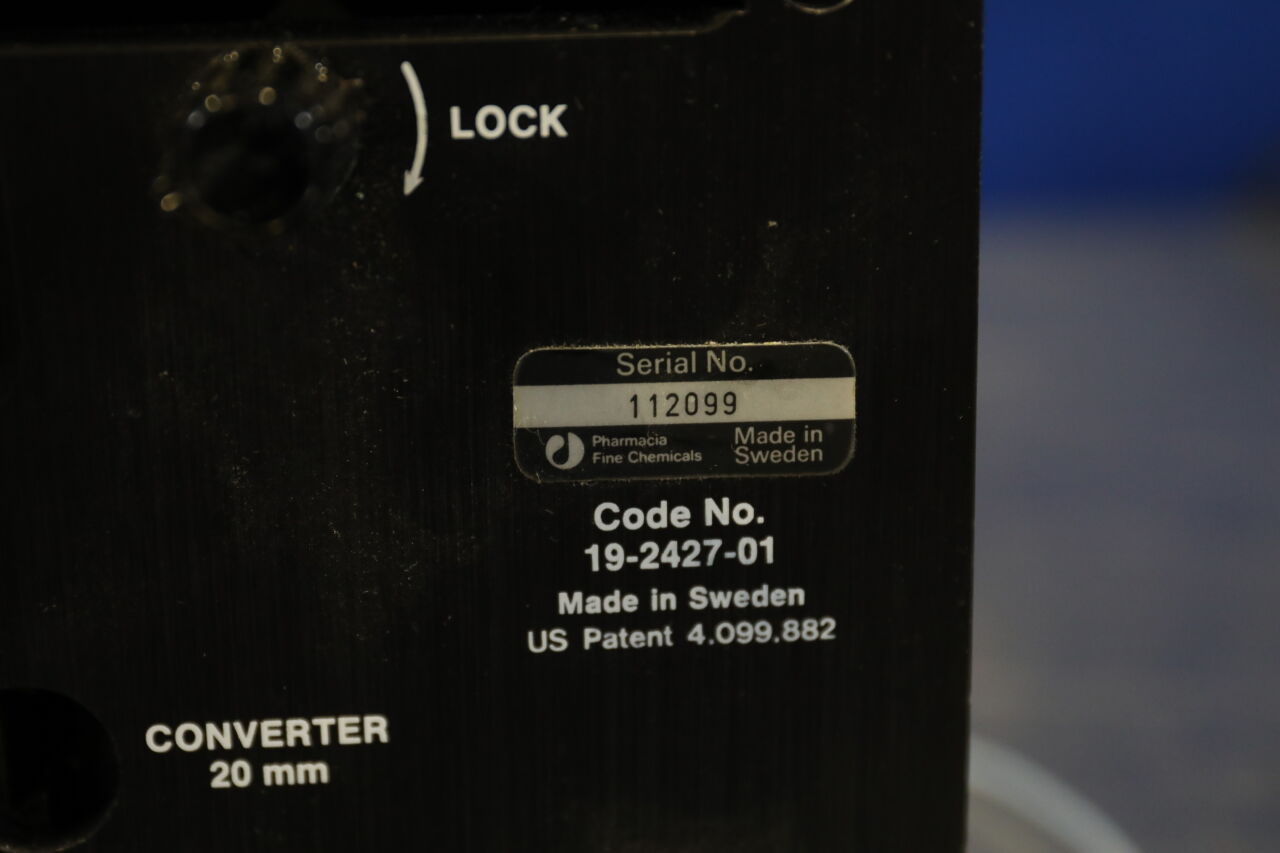 LOCK
Serial No.
112099
Pharmacia
Fine Chemicals
Made in
Sweden
Code No.
19-2427-01
Made in Sweden
US Patent 4.099.882
CONVERTER
20 mm